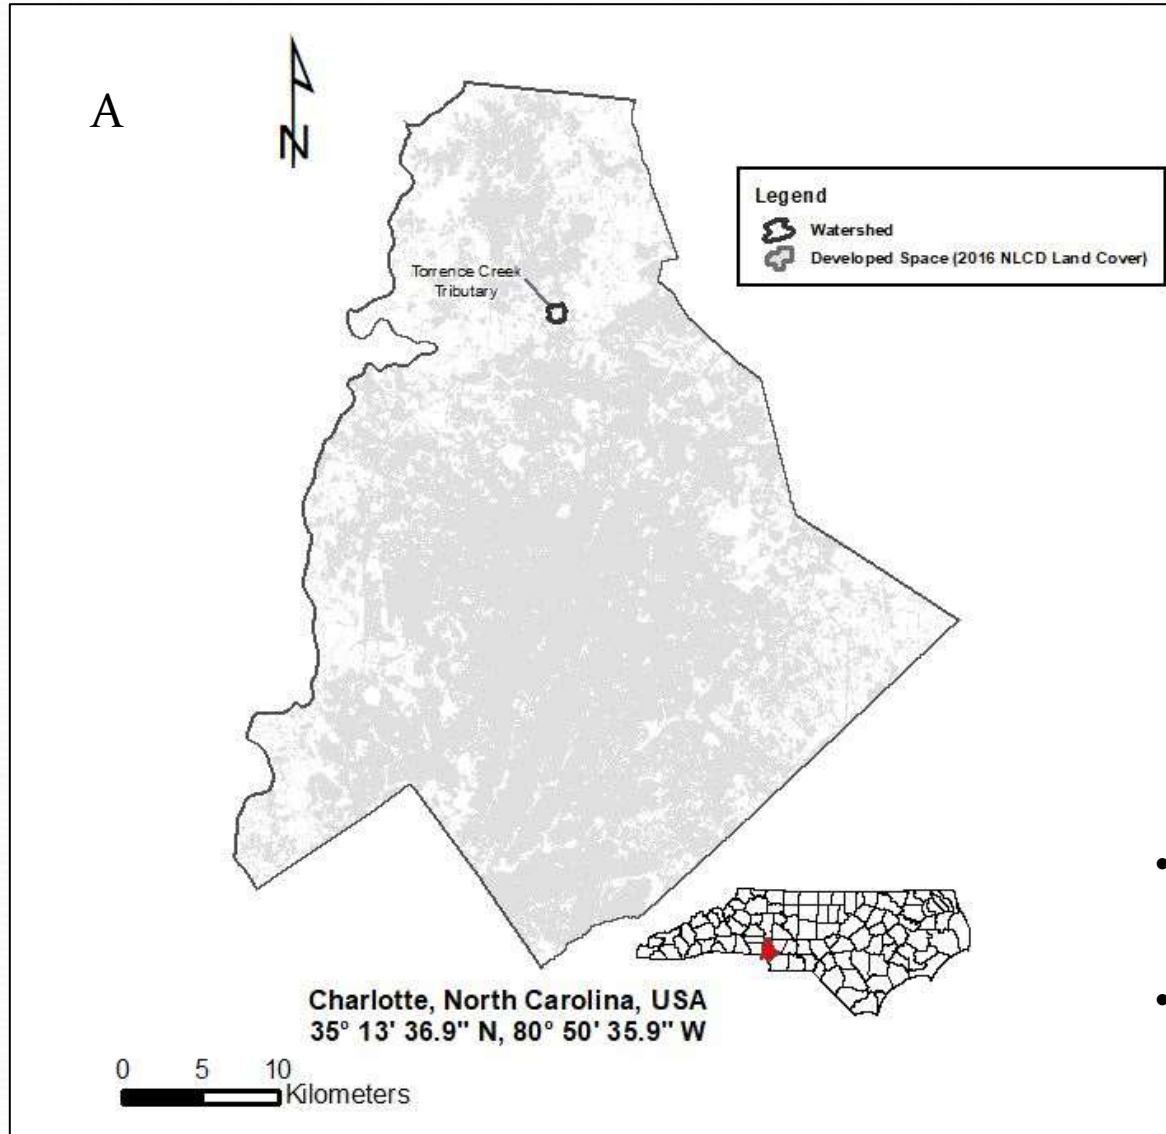 A
N
Legend
Watershed
Developed Space (2016 NLCD Land Cover)
Torrence Creek
Tributary
•
•
Charlotte, North Carolina, USA
35° 13' 36.9" N, 80° 50' 35.9" W
0 5 10
Kilometers